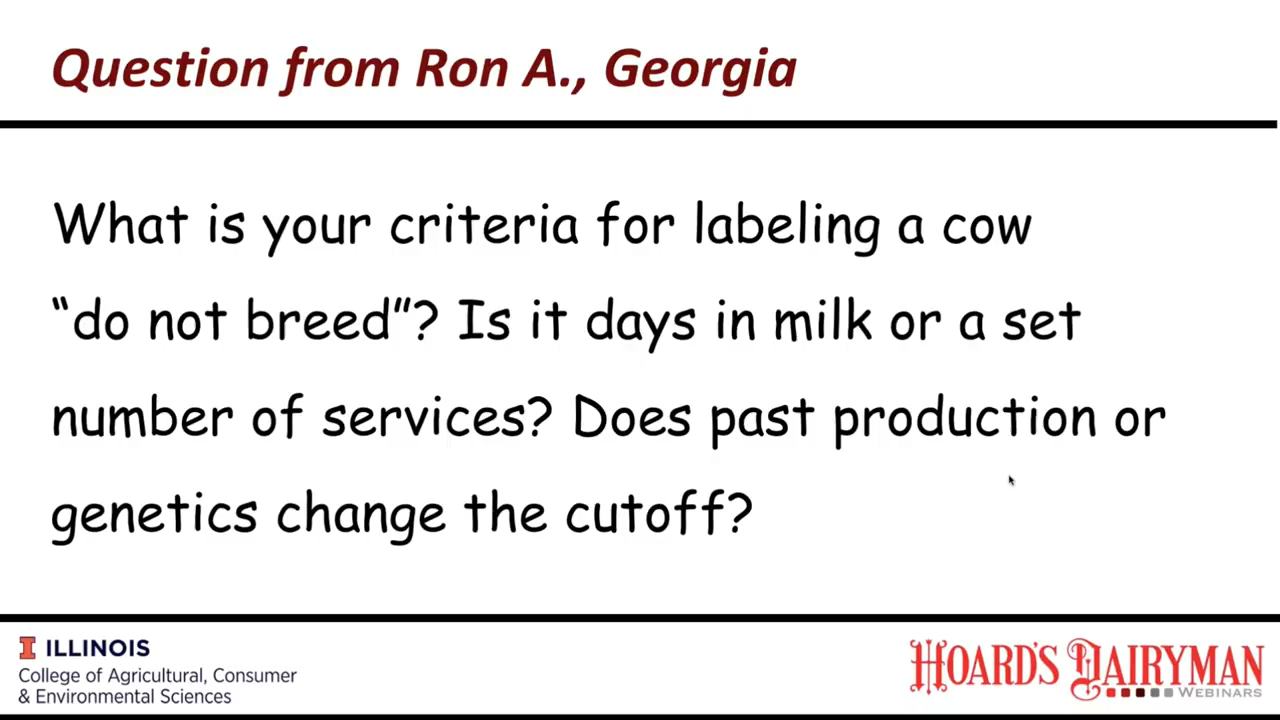 Question from Ron A., Georgia
What is your criteria for labeling a cow
“do not breed”? Is it days in milk or a set
number of services? Does past production or
genetics change the cutoff?
I ILLINOIS
College of Agricultural, Consumer
& Environmental Sciences
HOARD'S DAIRYMAN
WEBINARS